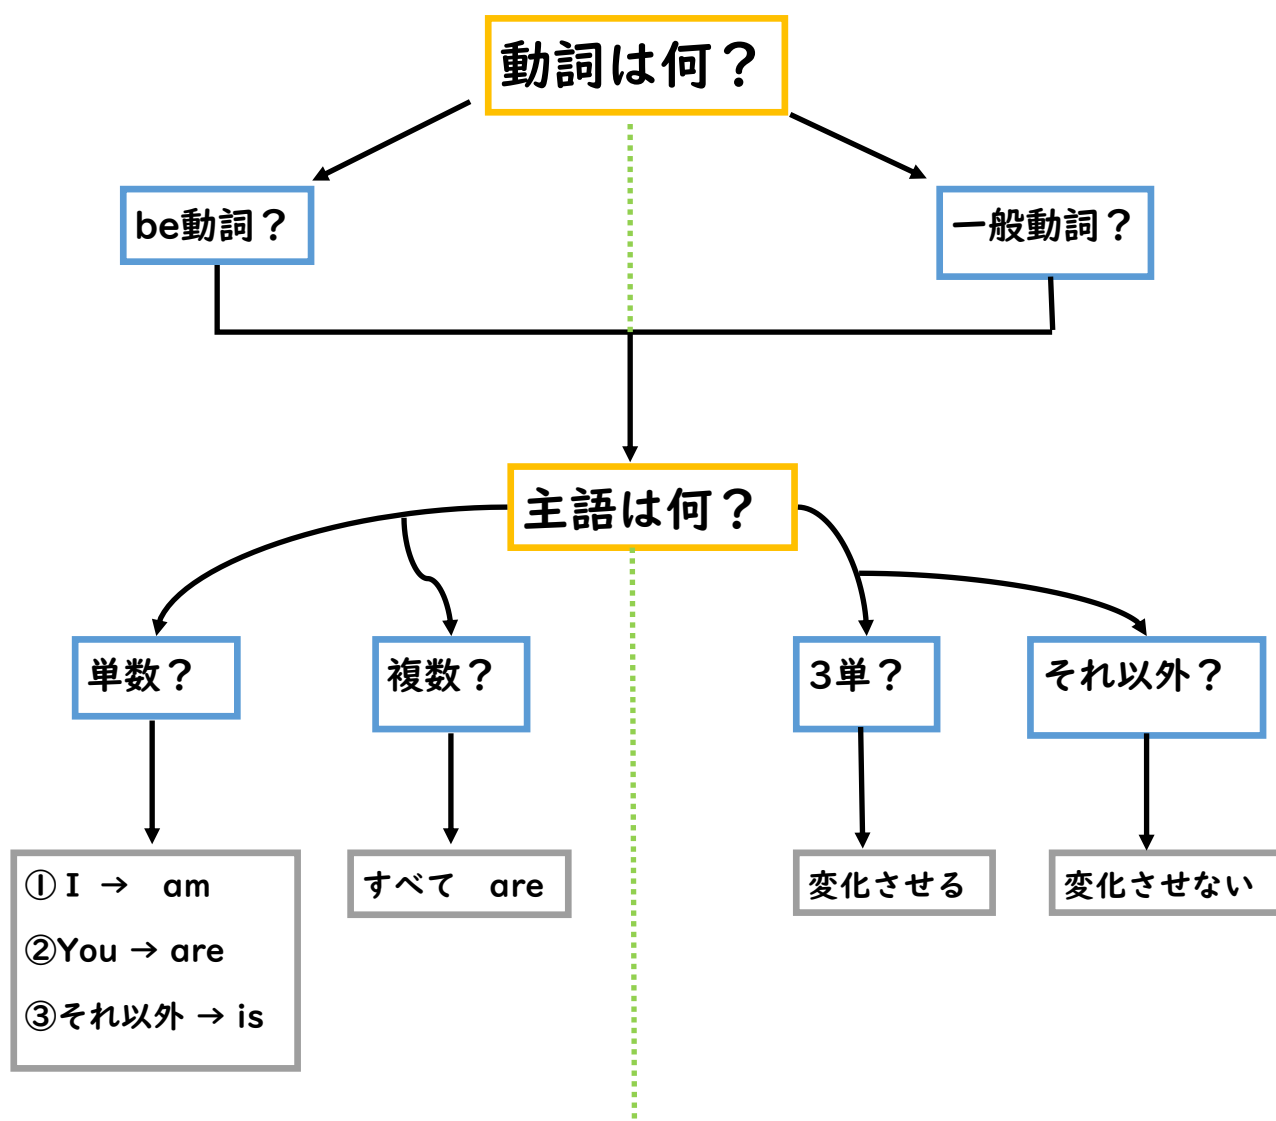 動詞は何？
be動詞？
一般動詞？
主語は何？
単数？
複数？
3単？
それ以外？
① I → am
②You → are
③それ以外 → is
すべて are
変化させる
変化させない